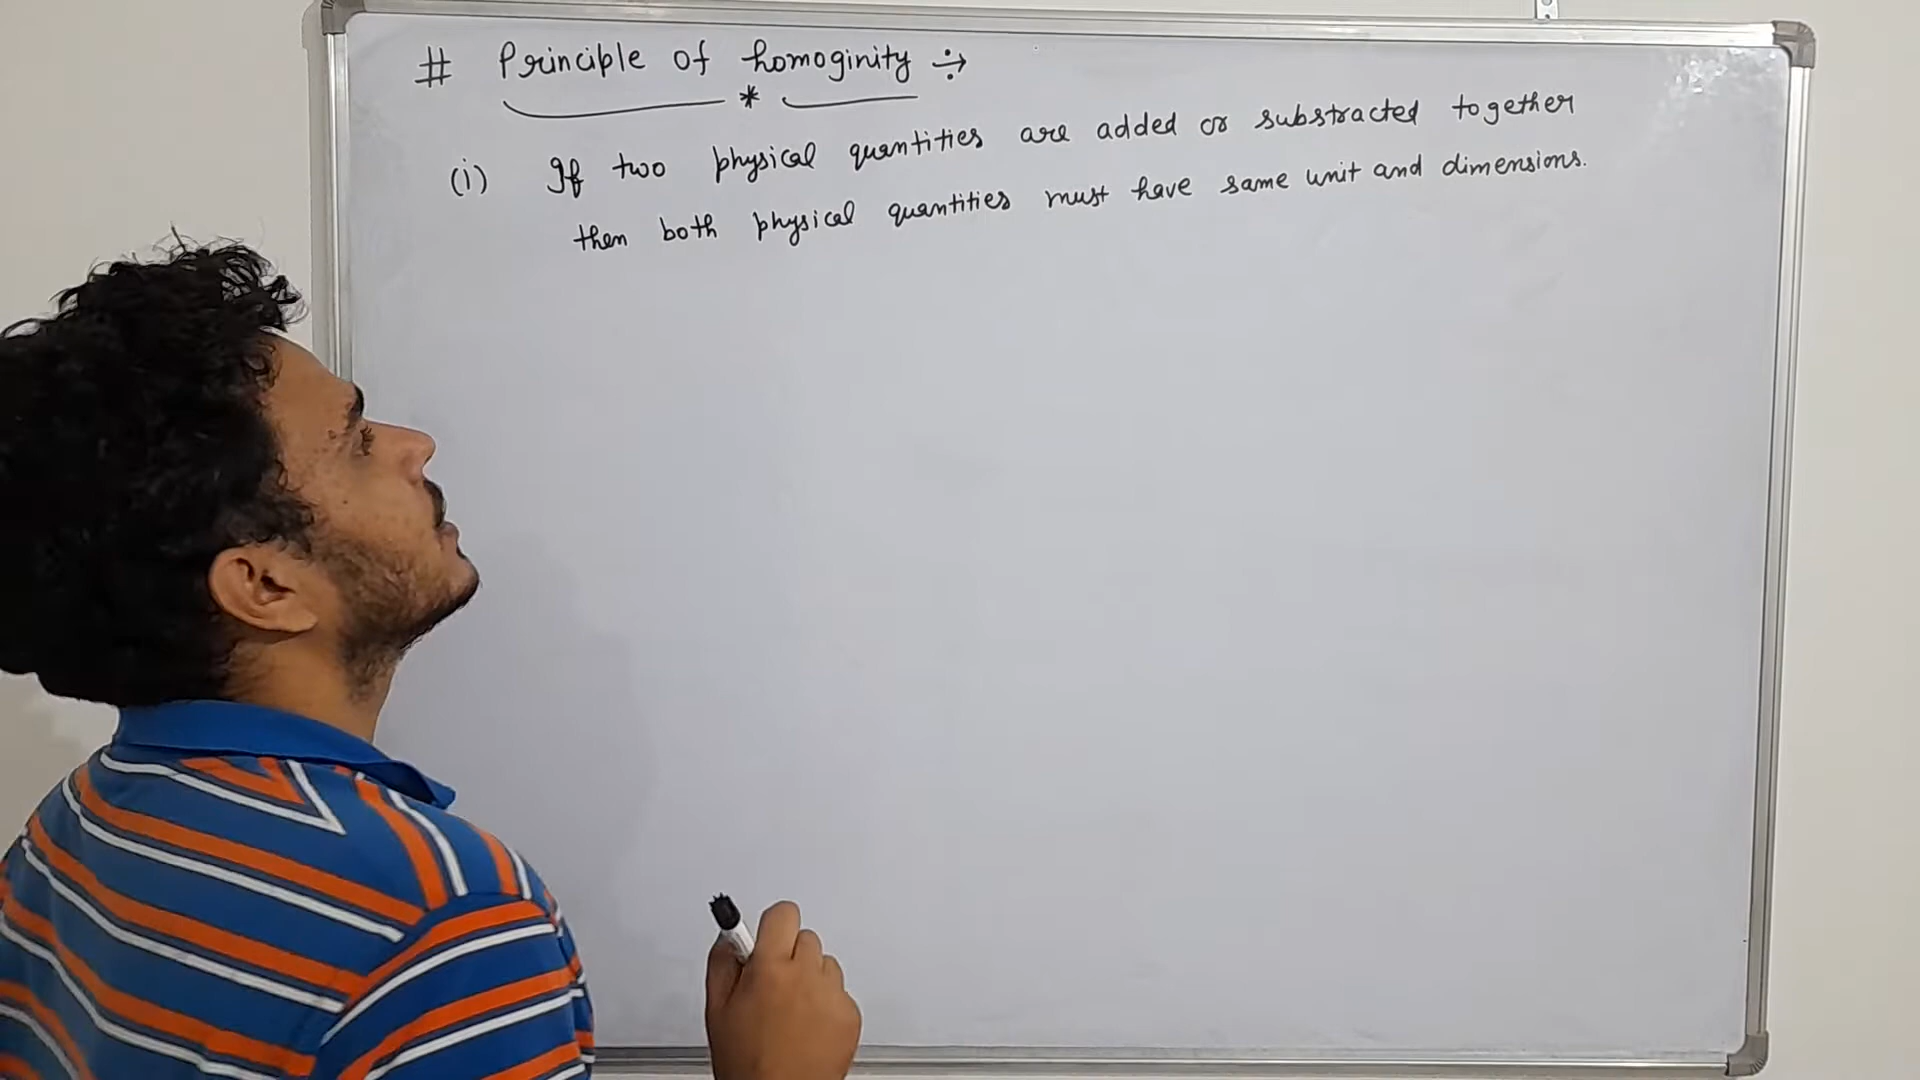 # Principle of homoginity ÷
*
(i) If two physical quantities are added or substracted together
then both physical quantities must have same unit and dimensions.